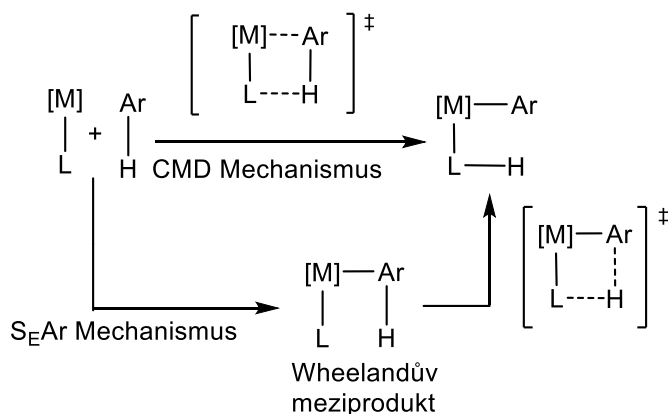 [M] Ar ‡
L H
[M] Ar
L + H
CMD Mechanismus
[M] Ar
L H
[M] Ar ‡
L H
[M] Ar
L H
SEAr Mechanismus
Wheelandův
meziprodukt